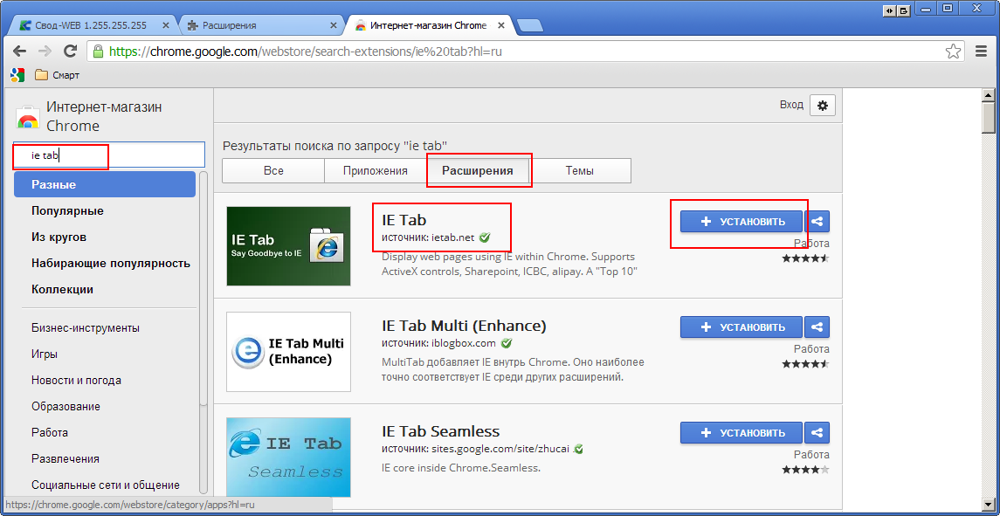 Свод-WEB 1.255.255.255
Расширения
Интернет-магазин Chrome
https://chrome.google.com/webstore/search-extensions/ie%20tab?hl=ru
Смарт
Интернет-магазин
Chrome
ie tab
Разные
Популярные
Из кругов
Набирающие популярность
Коллекции
Бизнес-инструменты
Игры
Новости и погода
Образование
Работа
Развлечения
Социальные сети и общение
Вход
Результаты поиска по запросу "ie tab"
Все
Приложения
Расширения
Темы
IE Tab
Say Goodbye to IE
IE Tab
источник: ietab.net
Display web pages using IE within Chrome. Supports
ActiveX controls, Sharepoint, ICBC, alipay. A "Top 10"
УСТАНОВИТЬ
Работа
IE Tab Multi
(Enhance)
IE Tab Multi (Enhance)
источник: iblogbox.com
MultiTab добавляет IE внутрь Chrome. Оно наиболее
точно соответствует IE среди других расширений.
УСТАНОВИТЬ
Работа
IE Tab
Seamless
IE Tab Seamless
источник: sites.google.com/site/zhucai
IE core inside Chrome.Seamless.
УСТАНОВИТЬ
Работа
https://chrome.google.com/webstore/category/apps?hl=ru